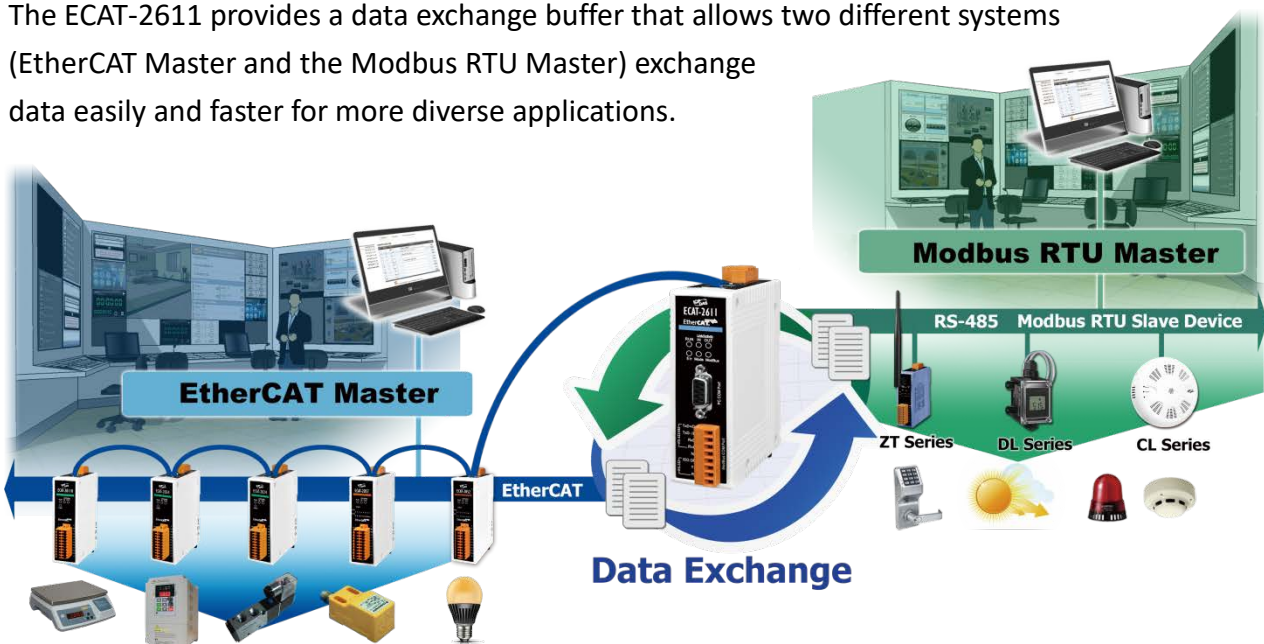 The ECAT-2611 provides a data exchange buffer that allows two different systems
(EtherCAT Master and the Modbus RTU Master) exchange
data easily and faster for more diverse applications.
Modbus RTU Master
RS-485 Modbus RTU Slave Device
ZT Series
DL Series
CL Series
EtherCAT Master
EtherCAT
ECAT-2611
EtherCAT
Data Exchange